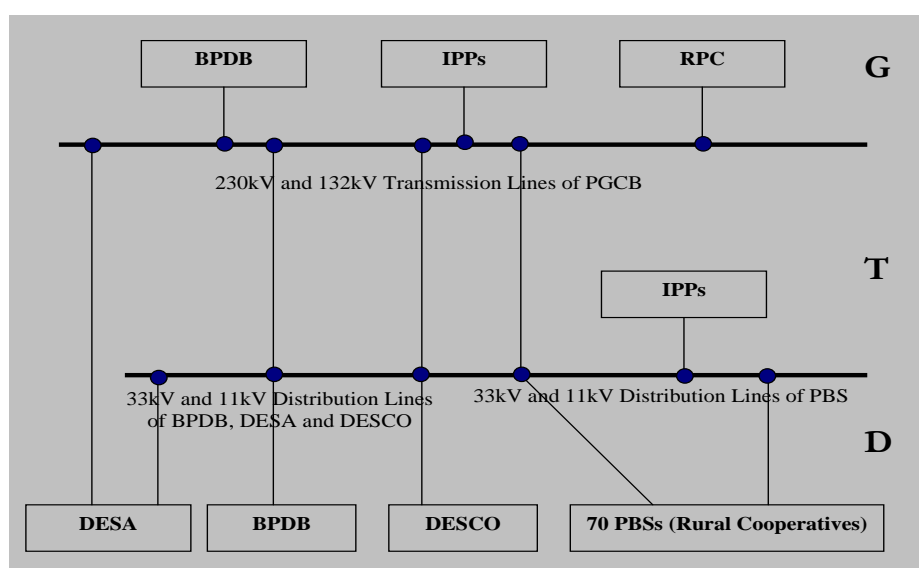 BPDB
IPPs
RPC
G
230kV and 132kV Transmission Lines of PGCB
T
IPPs
33kV and 11kV Distribution Lines
of BPDB, DESA and DESCO
33kV and 11kV Distribution Lines of PBS
D
DESA
BPDB
DESCO
70 PBSs (Rural Cooperatives)